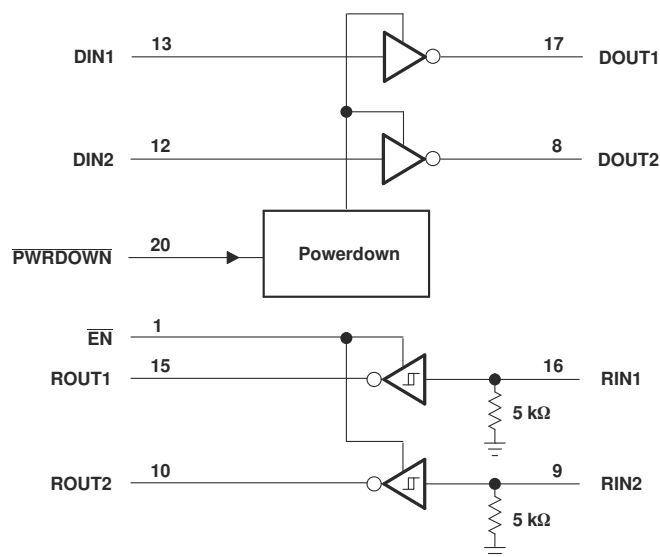 DIN1 13 17 DOUT1
DIN2 12 8 DOUT2
PWRDOWN 20 Powerdown
EN 1
ROUT1 15 16 RIN1
5 kΩ
ROUT2 10 9 RIN2
5 kΩ